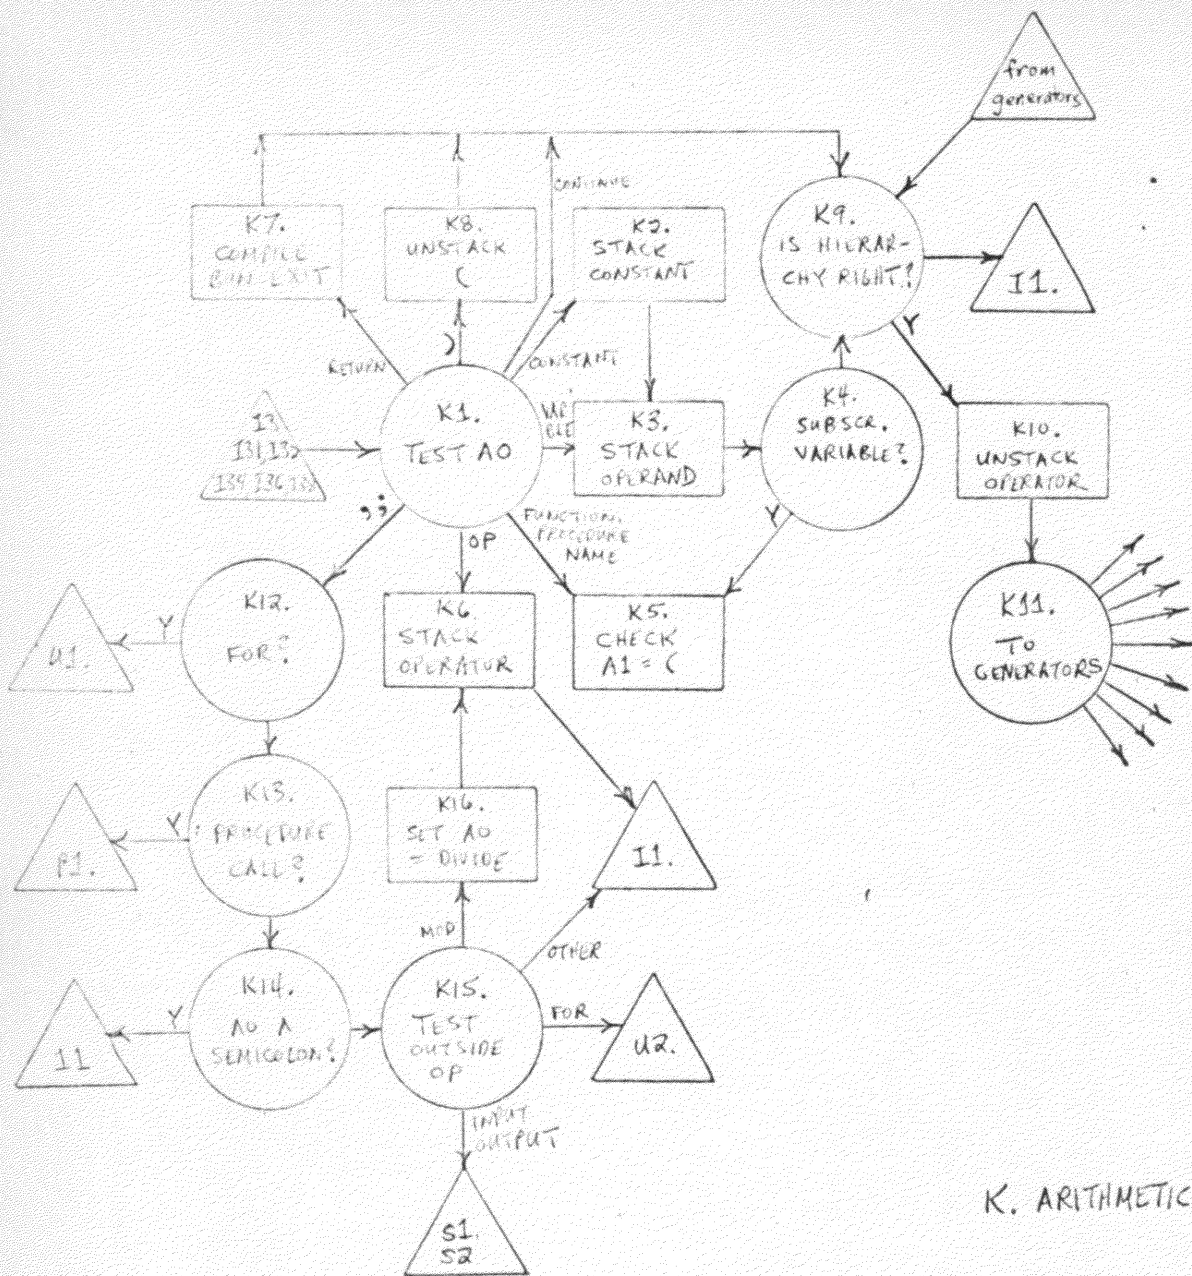 from
generators
CONTINUE
K7.
COMPILE
RUN-EXIT
K8.
UNSTACK
(
K2.
STACK
CONSTANT
K9.
IS HIERAR-
CHY RIGHT?
I1.
RETURN
)
CONSTANT
Y
I3
K1.
TEST A0
K3.
STACK
OPERAND
K4.
SUBSCR.
VARIABLE?
K10.
UNSTACK
OPERATOR
, ;
OP
FUNCTION,
PROCEDURE
NAME
Y
K12.
FOR?
Y
U1.
K6
STACK
OPERATOR
K5.
CHECK
A1 = (
K11.
TO
GENERATORS
K13.
PROCEDURE
CALL?
Y
P1.
K16.
SET A0
= DIVIDE
I1.
MOD
OTHER
K14.
A0 A
SEMICOLON?
Y
I1
K15.
TEST
OUTSIDE
OP
FOR
U2.
INPUT
OUTPUT
S1.
S2
K. ARITHMETIC